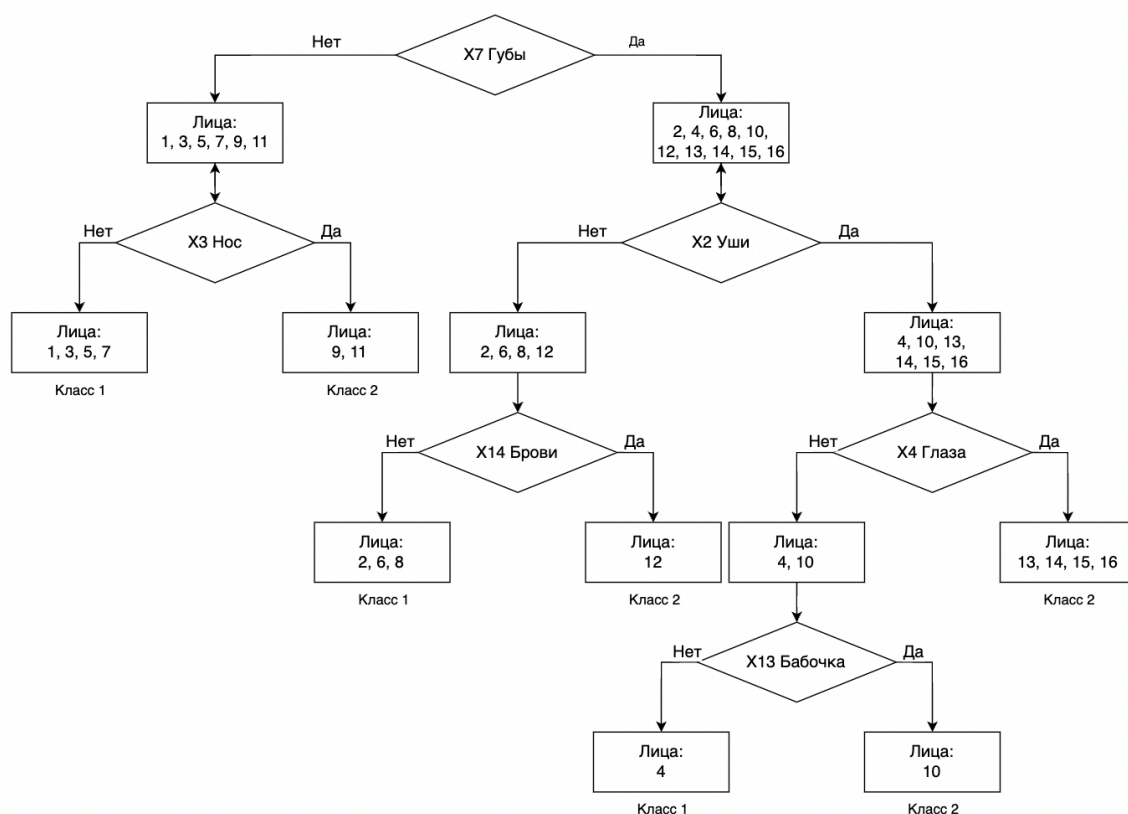 Нет
X7 Губы
Да
Лица:
1, 3, 5, 7, 9, 11
Лица:
2, 4, 6, 8, 10,
12, 13, 14, 15, 16
Нет
X3 Нос
Да
Нет
X2 Уши
Да
Лица:
1, 3, 5, 7
Класс 1
Лица:
9, 11
Класс 2
Лица:
2, 6, 8, 12
Лица:
4, 10, 13,
14, 15, 16
Нет
X14 Брови
Да
Нет
X4 Глаза
Да
Лица:
2, 6, 8
Класс 1
Лица:
12
Класс 2
Лица:
4, 10
Лица:
13, 14, 15, 16
Класс 2
Нет
X13 Бабочка
Да
Лица:
4
Класс 1
Лица:
10
Класс 2